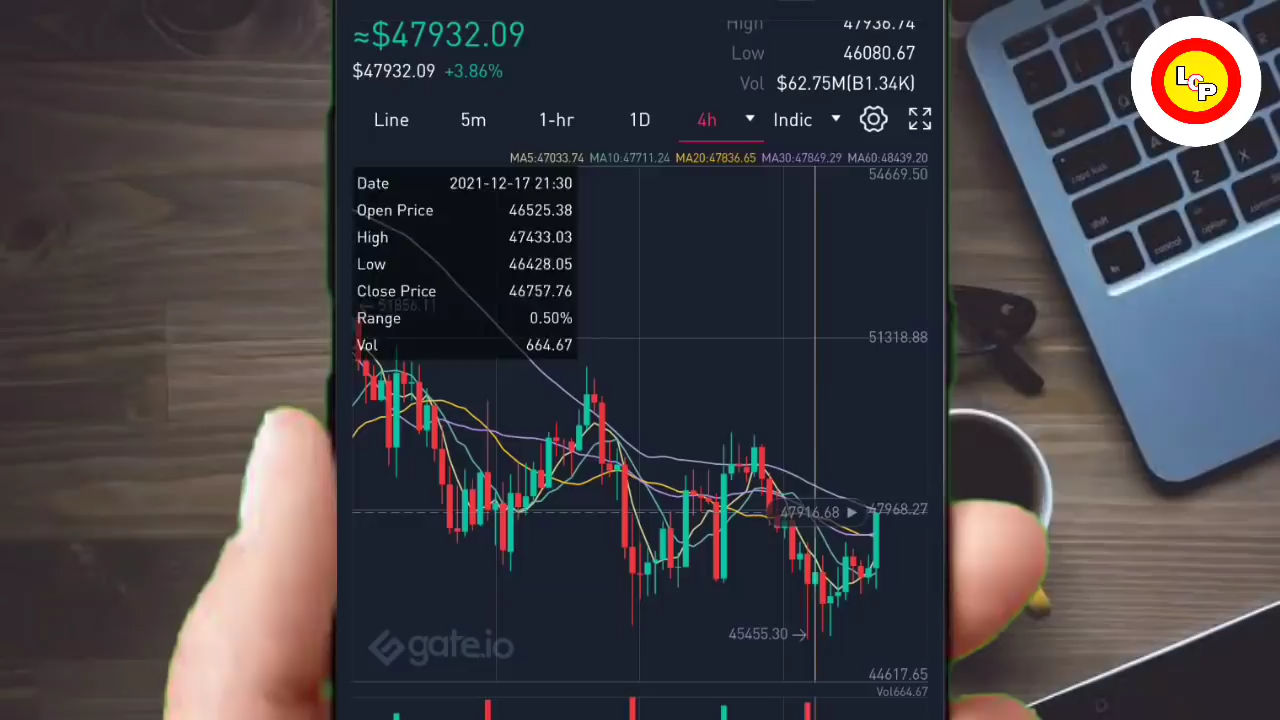 ≈$47932.09
$47932.09 +3.86%
High 47936.74
Low 46080.67
Vol $62.75M(B1.34K)
LCP
Line 5m 1-hr 1D 4h Indic
MA5:47033.74 MA10:47711.24 MA20:47836.65 MA30:47849.29 MA60:48439.20
54669.50
Date 2021-12-17 21:30
Open Price 46525.38
High 47433.03
Low 46428.05
Close Price 46757.76
← 51856.11
Range 0.50%
51318.88
Vol 664.67
47916.68
47968.27
45455.30 →
gate.io
44617.65
Vol664.67